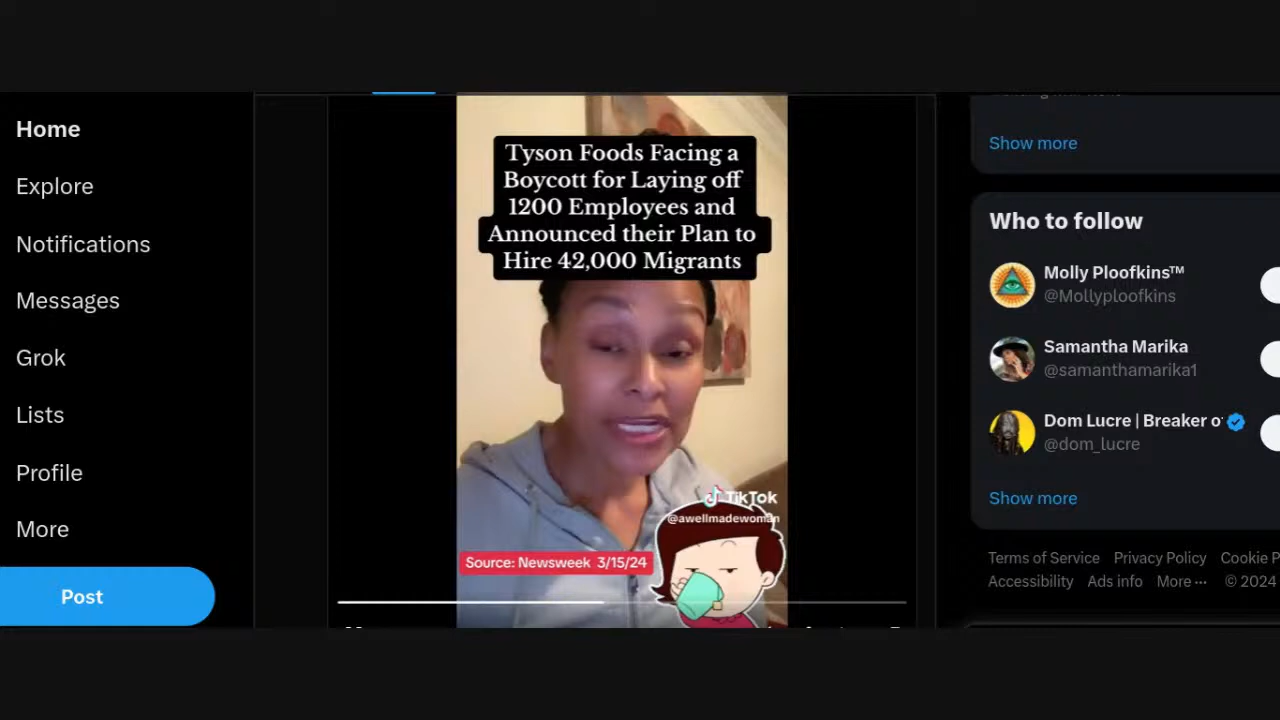 Home
Explore
Notifications
Messages
Grok
Lists
Profile
More
Post
Tyson Foods Facing a
Boycott for Laying off
1200 Employees and
Announced their Plan to
Hire 42,000 Migrants
TikTok
@awellmadewoman
Source: Newsweek 3/15/24
Show more
Who to follow
Molly Ploofkins™
@Mollyploofkins
Samantha Marika
@samanthamarika1
Dom Lucre | Breaker o
@dom_lucre
Show more
Terms of Service Privacy Policy Cookie P
Accessibility Ads info More ··· © 2024